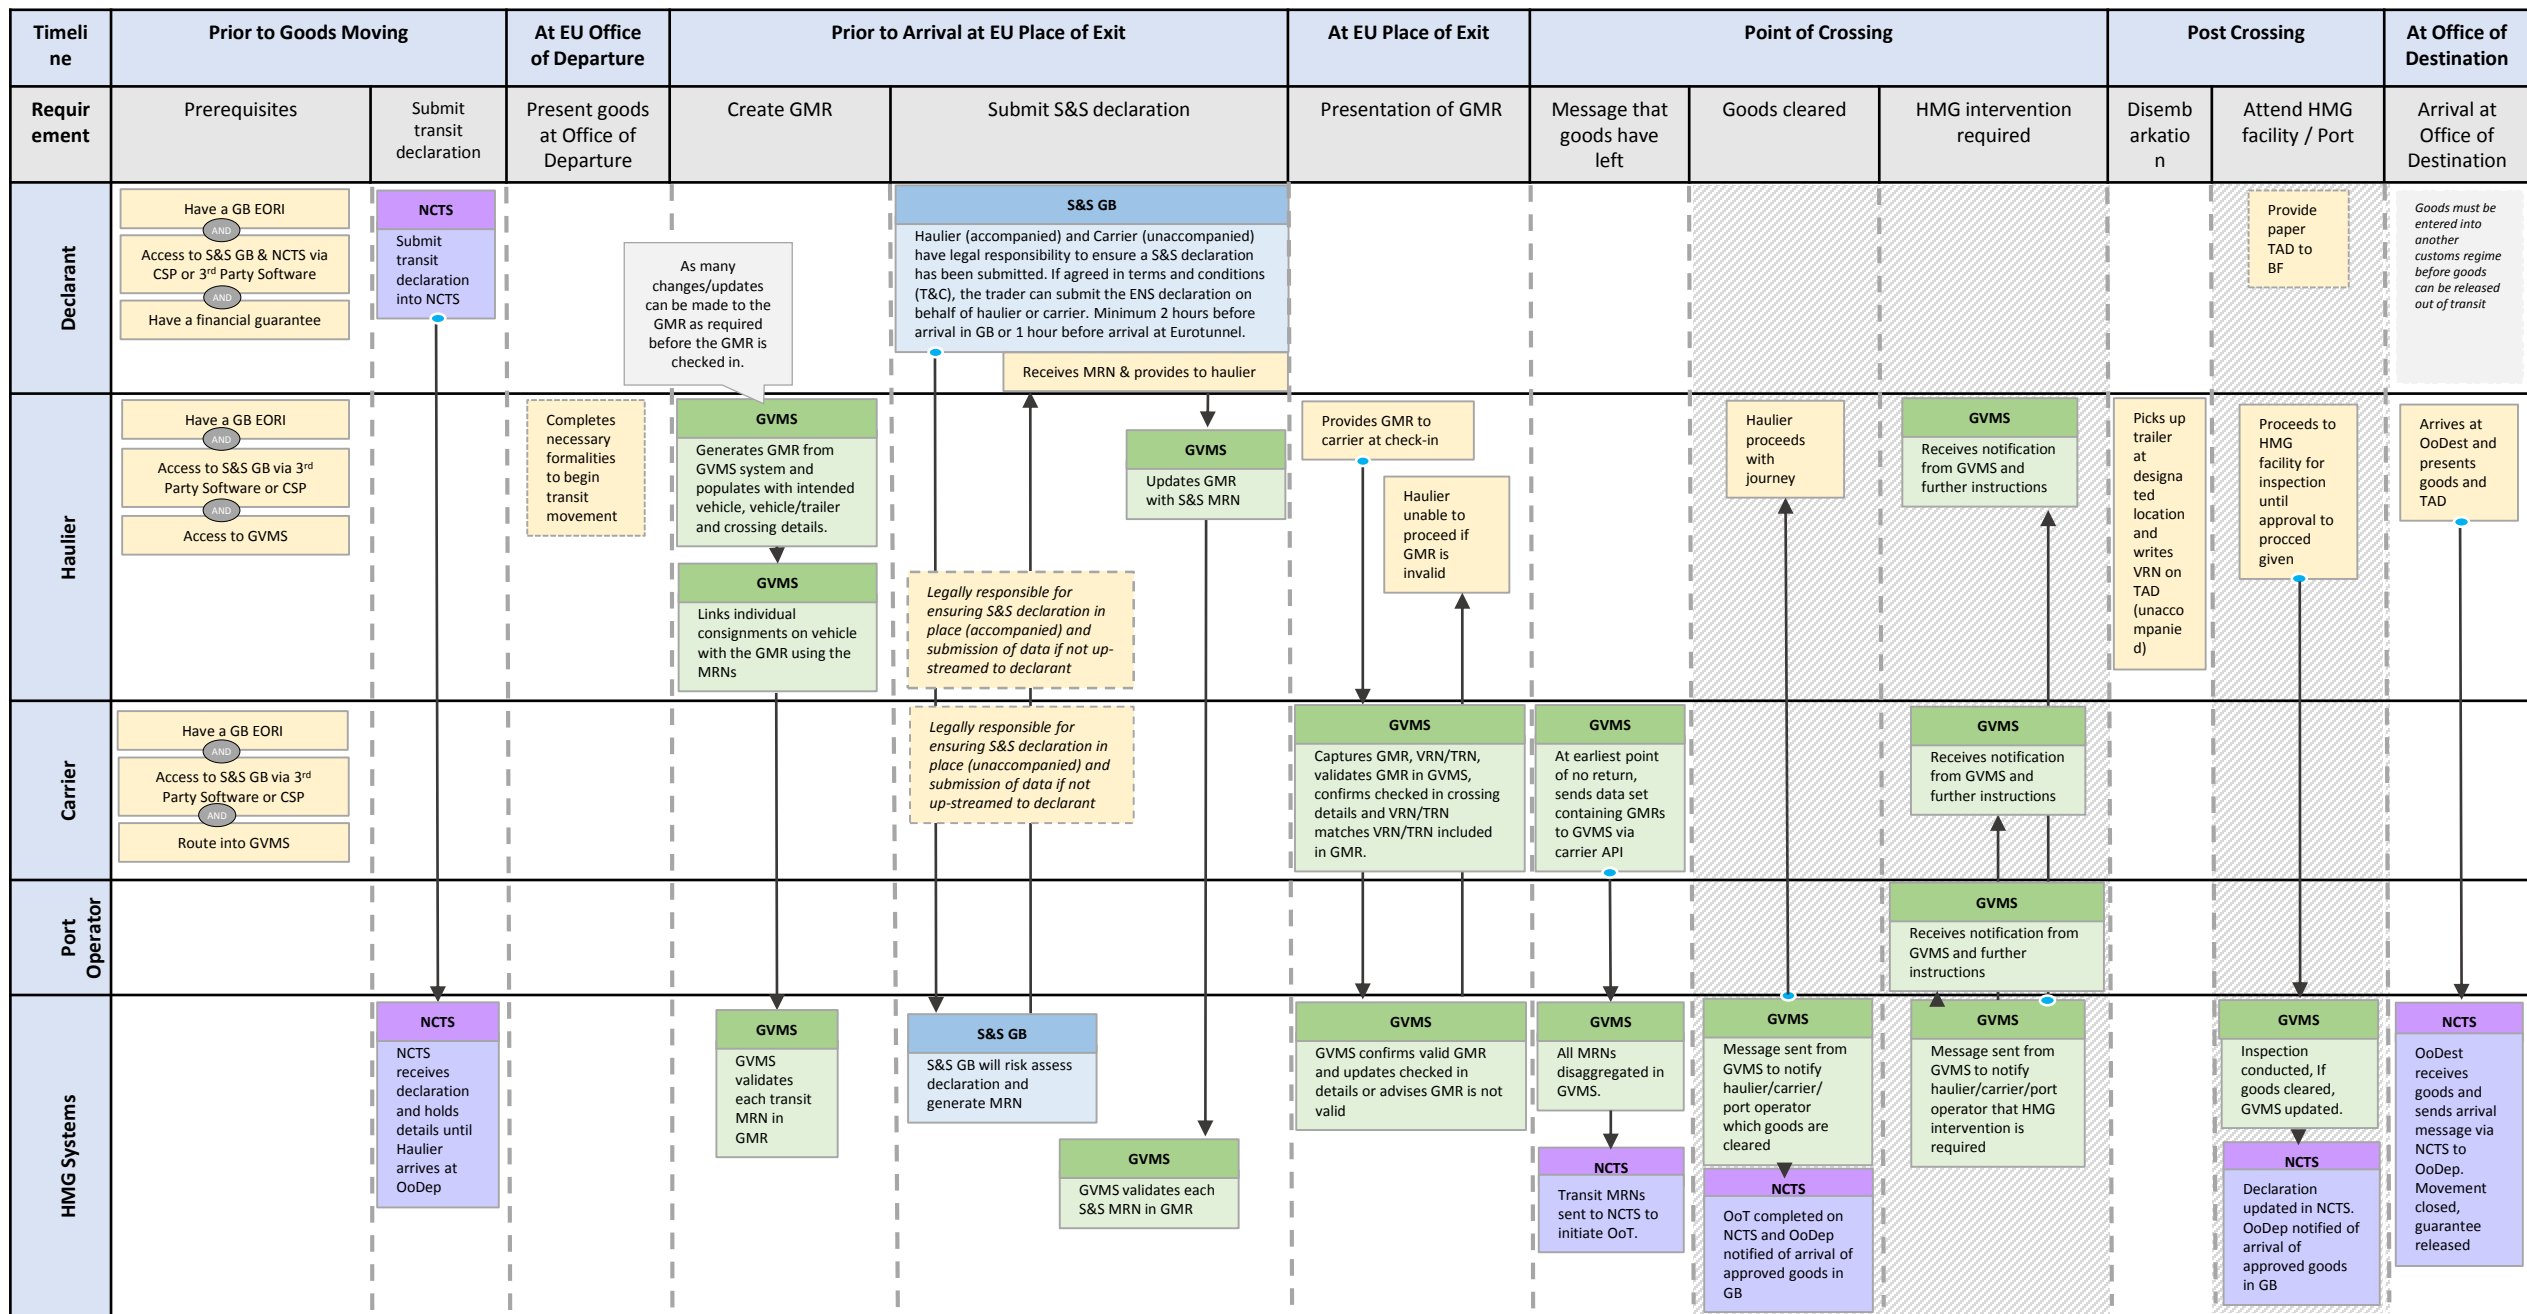 Timeli
ne
Prior to Goods Moving
At EU Office
of Departure
Prior to Arrival at EU Place of Exit
At EU Place of Exit
Point of Crossing
Post Crossing
At Office of
Destination
Requir
ement
Prerequisites
Submit
transit
declaration
Present goods
at Office of
Departure
Create GMR
Submit S&S declaration
Presentation of GMR
Message that
goods have
left
Goods cleared
HMG intervention
required
Disemb
arkatio
n
Attend HMG
facility / Port
Arrival at
Office of
Destination
Declarant
Have a GB EORI
AND
Access to S&S GB & NCTS via
CSP or 3rd Party Software
AND
Have a financial guarantee
NCTS
Submit
transit
declaration
into NCTS
As many
changes/updates
can be made to the
GMR as required
before the GMR is
checked in.
S&S GB
Haulier (accompanied) and Carrier (unaccompanied)
have legal responsibility to ensure a S&S declaration
has been submitted. If agreed in terms and conditions
(T&C), the trader can submit the ENS declaration on
behalf of haulier or carrier. Minimum 2 hours before
arrival in GB or 1 hour before arrival at Eurotunnel.
Receives MRN & provides to haulier
Provide
paper
TAD to
BF
Goods must be
entered into
another
customs regime
before goods
can be released
out of transit
Haulier
Have a GB EORI
AND
Access to S&S GB via 3rd
Party Software or CSP
AND
Access to GVMS
Completes
necessary
formalities
to begin
transit
movement
GVMS
Generates GMR from
GVMS system and
populates with intended
vehicle, vehicle/trailer
and crossing details.
GVMS
Links individual
consignments on vehicle
with the GMR using the
MRNs
Legally responsible for
ensuring S&S declaration in
place (accompanied) and
submission of data if not up-
streamed to declarant
GVMS
Updates GMR
with S&S MRN
Provides GMR to
carrier at check-in
Haulier
unable to
proceed if
GMR is
invalid
Haulier
proceeds
with
journey
GVMS
Receives notification
from GVMS and
further instructions
Picks up
trailer
at
designa
ted
location
and
writes
VRN on
TAD
(unacco
mpanie
d)
Proceeds to
HMG
facility for
inspection
until
approval to
procced
given
Arrives at
OoDest and
presents
goods and
TAD
Carrier
Have a GB EORI
AND
Access to S&S GB via 3rd
Party Software or CSP
AND
Route into GVMS
Legally responsible for
ensuring S&S declaration in
place (unaccompanied) and
submission of data if not
up-streamed to declarant
GVMS
Captures GMR, VRN/TRN,
validates GMR in GVMS,
confirms checked in crossing
details and VRN/TRN
matches VRN/TRN included
in GMR.
GVMS
At earliest point
of no return,
sends data set
containing GMRs
to GVMS via
carrier API
GVMS
Receives notification
from GVMS and
further instructions
Port
Operator
GVMS
Receives notification from
GVMS and further
instructions
HMG Systems
NCTS
NCTS
receives
declaration
and holds
details until
Haulier
arrives at
OoDep
GVMS
GVMS
validates
each transit
MRN in
GMR
S&S GB
S&S GB will risk assess
declaration and
generate MRN
GVMS
GVMS validates each
S&S MRN in GMR
GVMS
GVMS confirms valid GMR
and updates checked in
details or advises GMR is not
valid
GVMS
All MRNs
disaggregated in
GVMS.
NCTS
Transit MRNs
sent to NCTS to
initiate OoT.
GVMS
Message sent from
GVMS to notify
haulier/carrier/
port operator
which goods are
cleared
NCTS
OoT completed on
NCTS and OoDep
notified of arrival of
approved goods in
GB
GVMS
Message sent from
GVMS to notify
haulier/carrier/port
operator that HMG
intervention is
required
GVMS
Inspection
conducted, If
goods cleared,
GVMS updated.
NCTS
Declaration
updated in NCTS.
OoDep notified of
arrival of
approved goods
in GB
NCTS
OoDest
receives
goods and
sends arrival
message via
NCTS to
OoDep.
Movement
closed,
guarantee
released